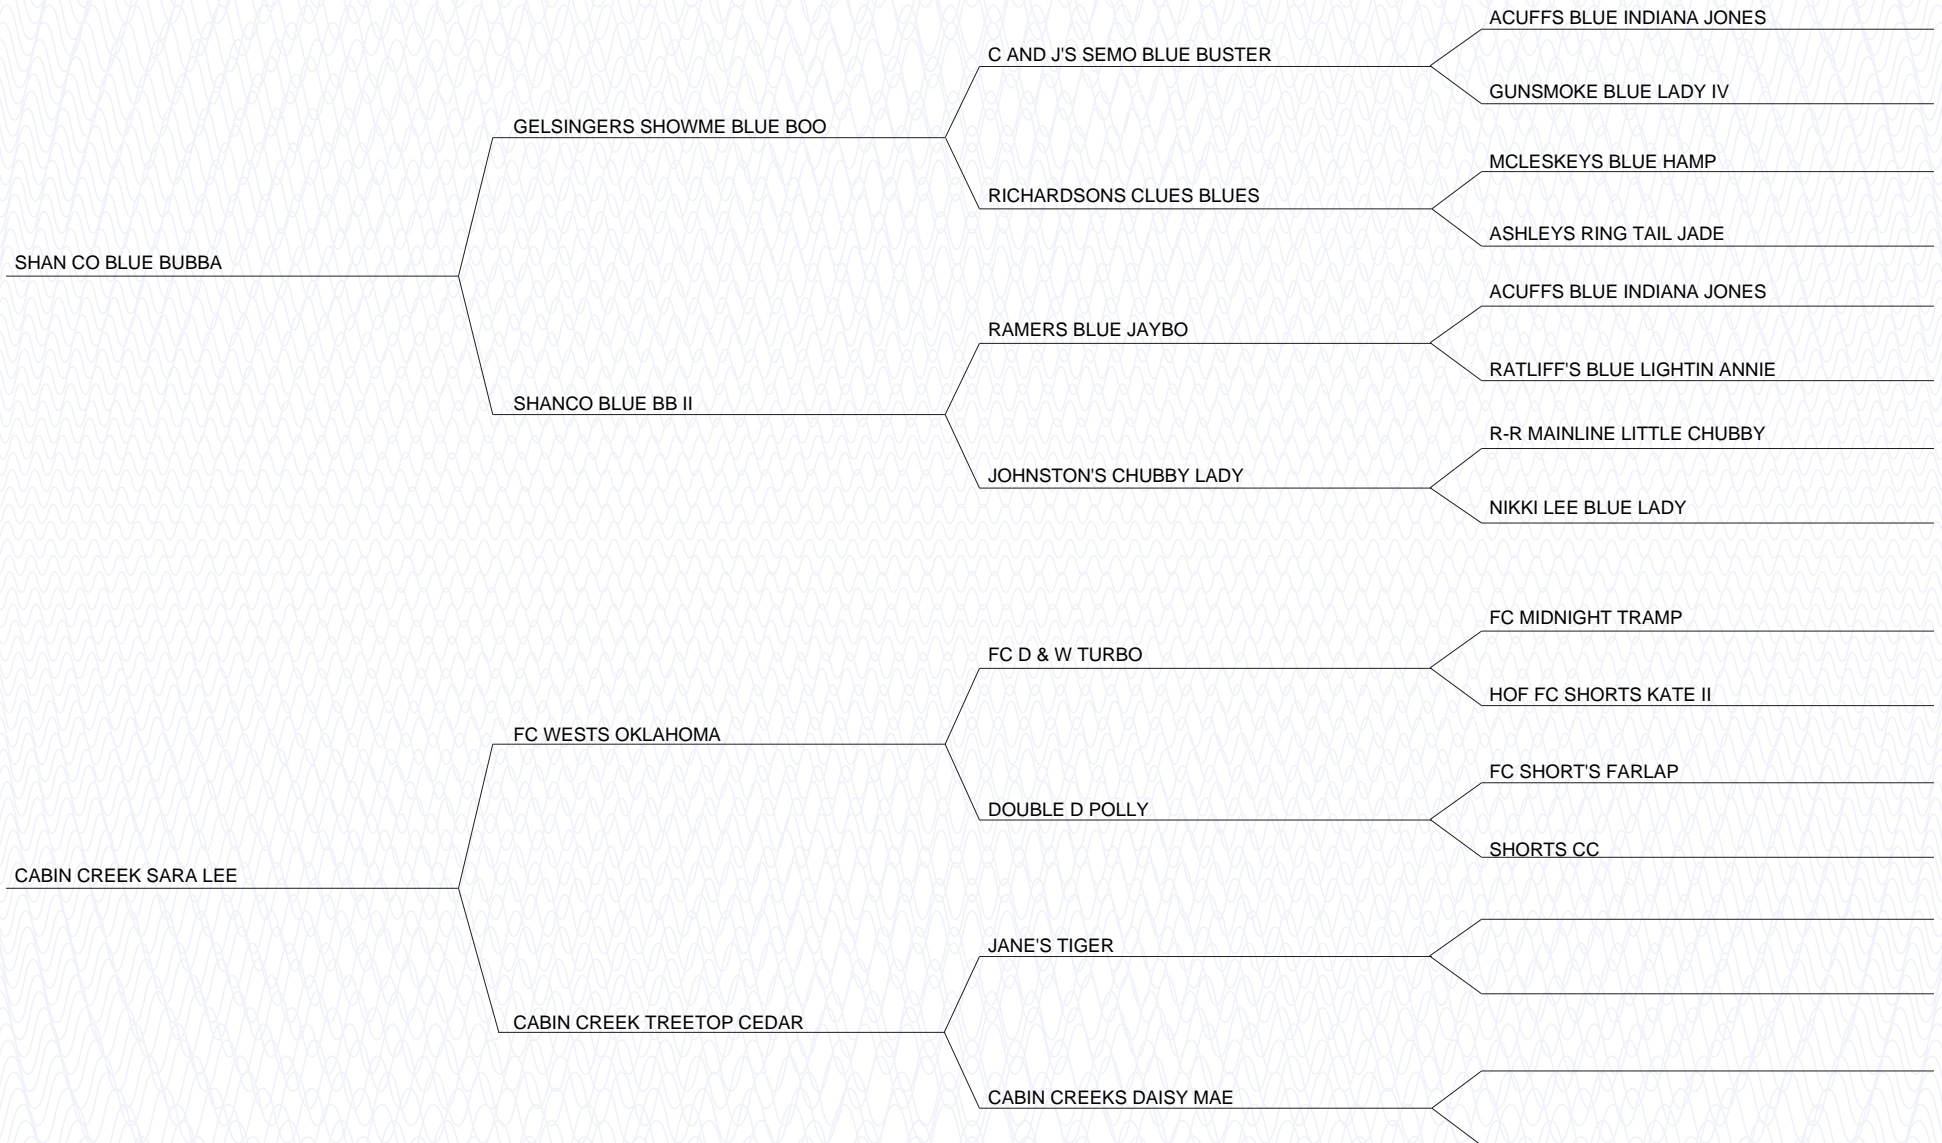 ACUFFS BLUE INDIANA JONES
C AND J'S SEMO BLUE BUSTER
GUNSMOKE BLUE LADY IV
GELSINGERS SHOWME BLUE BOO
MCLESKEYS BLUE HAMP
RICHARDSONS CLUES BLUES
ASHLEYS RING TAIL JADE
SHAN CO BLUE BUBBA
ACUFFS BLUE INDIANA JONES
RAMERS BLUE JAYBO
RATLIFF'S BLUE LIGHTIN ANNIE
SHANCO BLUE BB II
R-R MAINLINE LITTLE CHUBBY
JOHNSTON'S CHUBBY LADY
NIKKI LEE BLUE LADY
FC MIDNIGHT TRAMP
FC D & W TURBO
HOF FC SHORTS KATE II
FC WESTS OKLAHOMA
FC SHORT'S FARLAP
DOUBLE D POLLY
SHORTS CC
CABIN CREEK SARA LEE
JANE'S TIGER
CABIN CREEK TREETOP CEDAR
CABIN CREEKS DAISY MAE